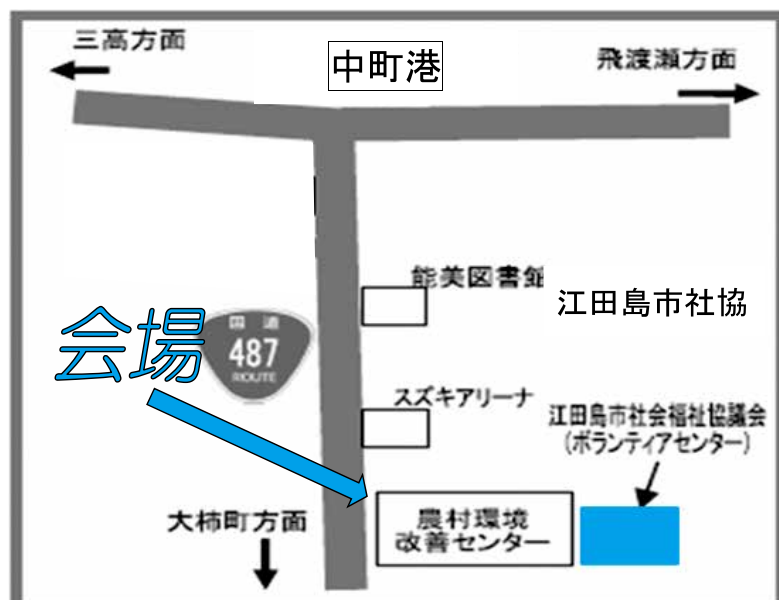 三高方面
中町港
飛渡瀬方面
能美図書館
江田島市社協
会場
国道
487
ROUTE
スズキアリーナ
江田島市社会福祉協議会
(ボランティアセンター)
大柿町方面
農村環境
改善センター